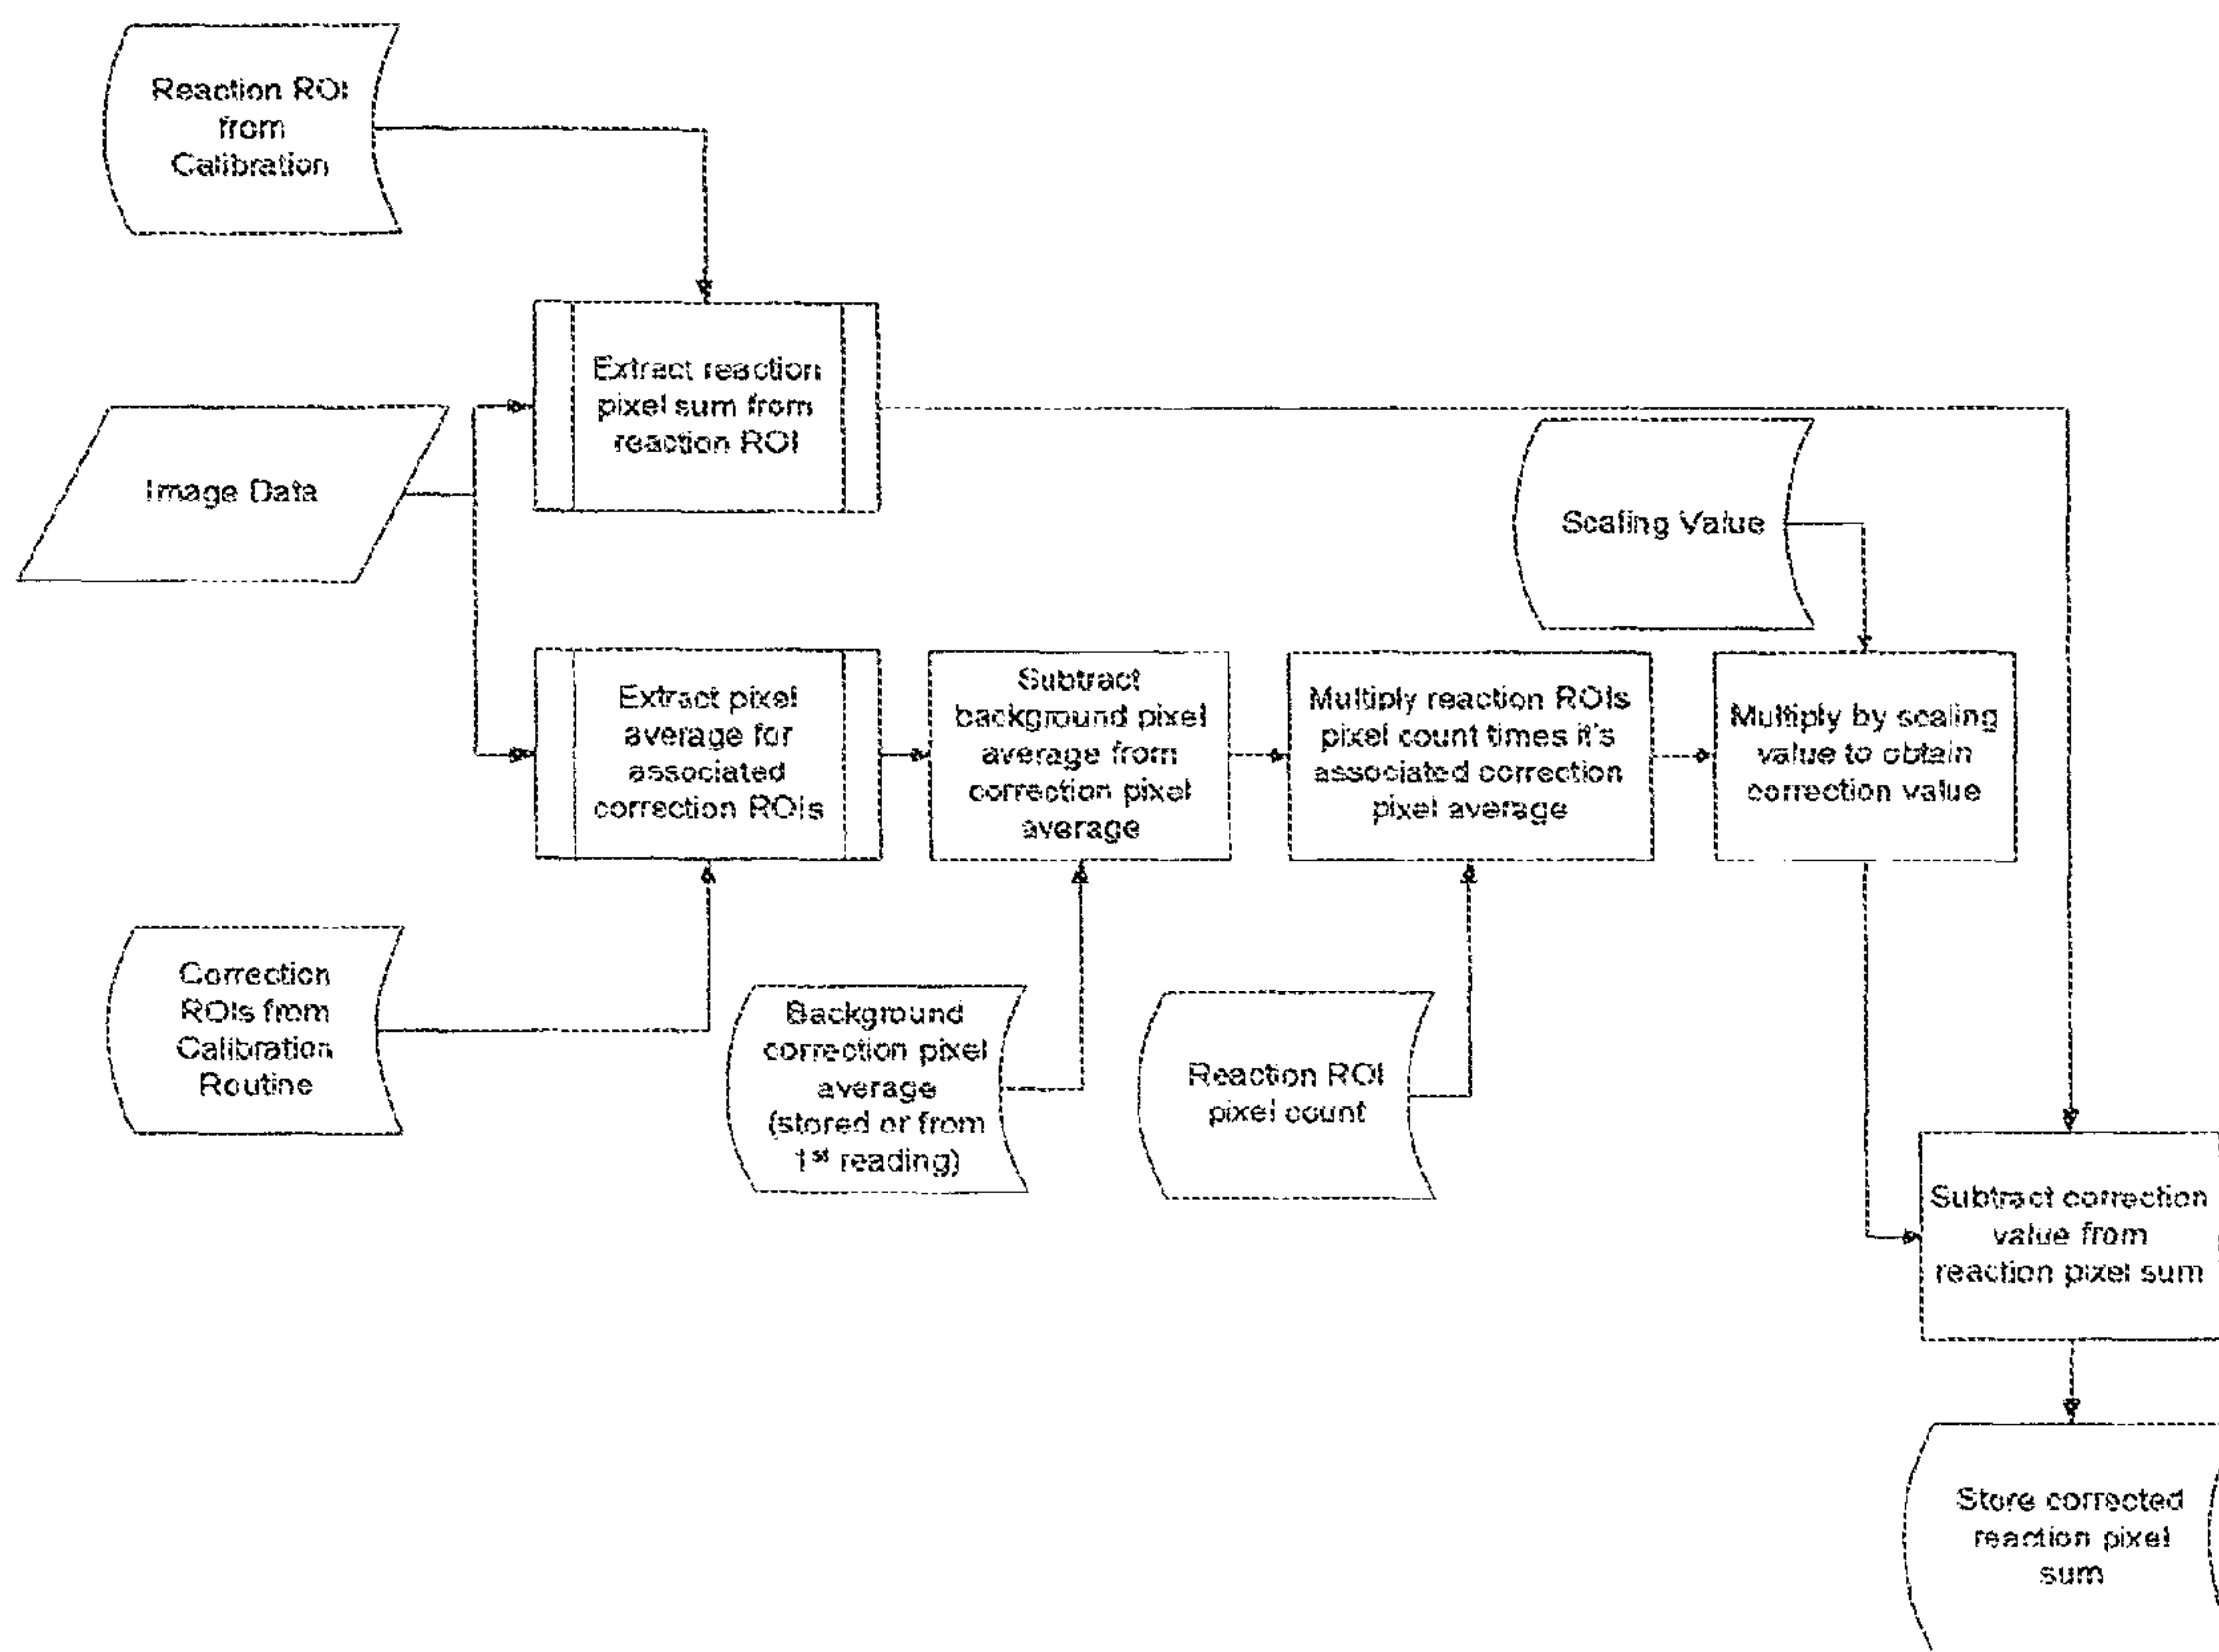 Reaction ROI
from
Calibration
Extract reaction
pixel sum from
reaction ROI
Image Data
Scaling Value
Extract pixel
average for
associated
correction ROIs
Subtract
background pixel
average from
correction pixel
average
Multiply reaction ROIs
pixel count times it's
associated correction
pixel average
Multiply by scaling
value to obtain
correction value
Correction
ROIs from
Calibration
Routine
Background
correction pixel
average
(stored or from
1st reading)
Reaction ROI
pixel count
Subtract correction
value from
reaction pixel sum
Store corrected
reaction pixel
sum